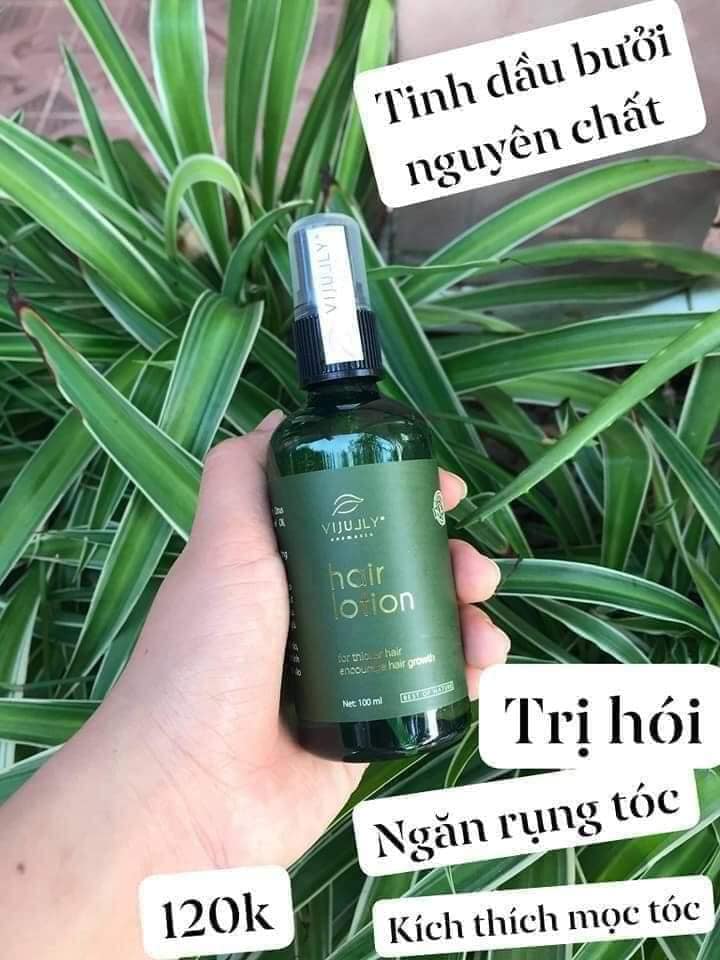 Tinh dầu bưởi
nguyên chất
VIJULLY
VIJULLY®
hair
lotion
for thicker hair
encourage hair growth
Net: 100 ml
BEST OF NATURE
Trị hói
Ngăn rụng tóc
120k
Kích thích mọc tóc